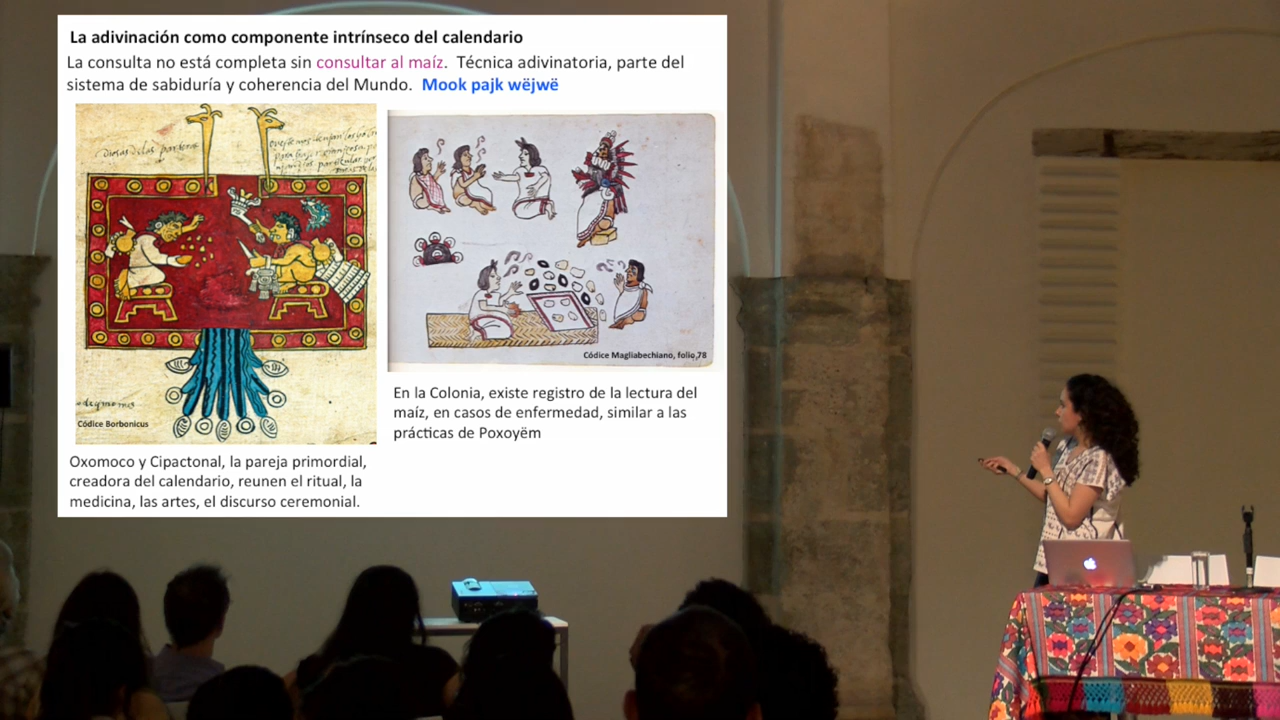 La adivinación como componente intrínseco del calendario
La consulta no está completa sin consultar al maíz. Técnica adivinatoria, parte del
sistema de sabiduría y coherencia del Mundo. Mook pajk wëjwë
Códice Borbonicus
Oxomoco y Cipactonal, la pareja primordial,
creadora del calendario, reunen el ritual, la
medicina, las artes, el discurso ceremonial.
Códice Magliabechiano, folio,78
En la Colonia, existe registro de la lectura del
maíz, en casos de enfermedad, similar a las
prácticas de Poxoyëm